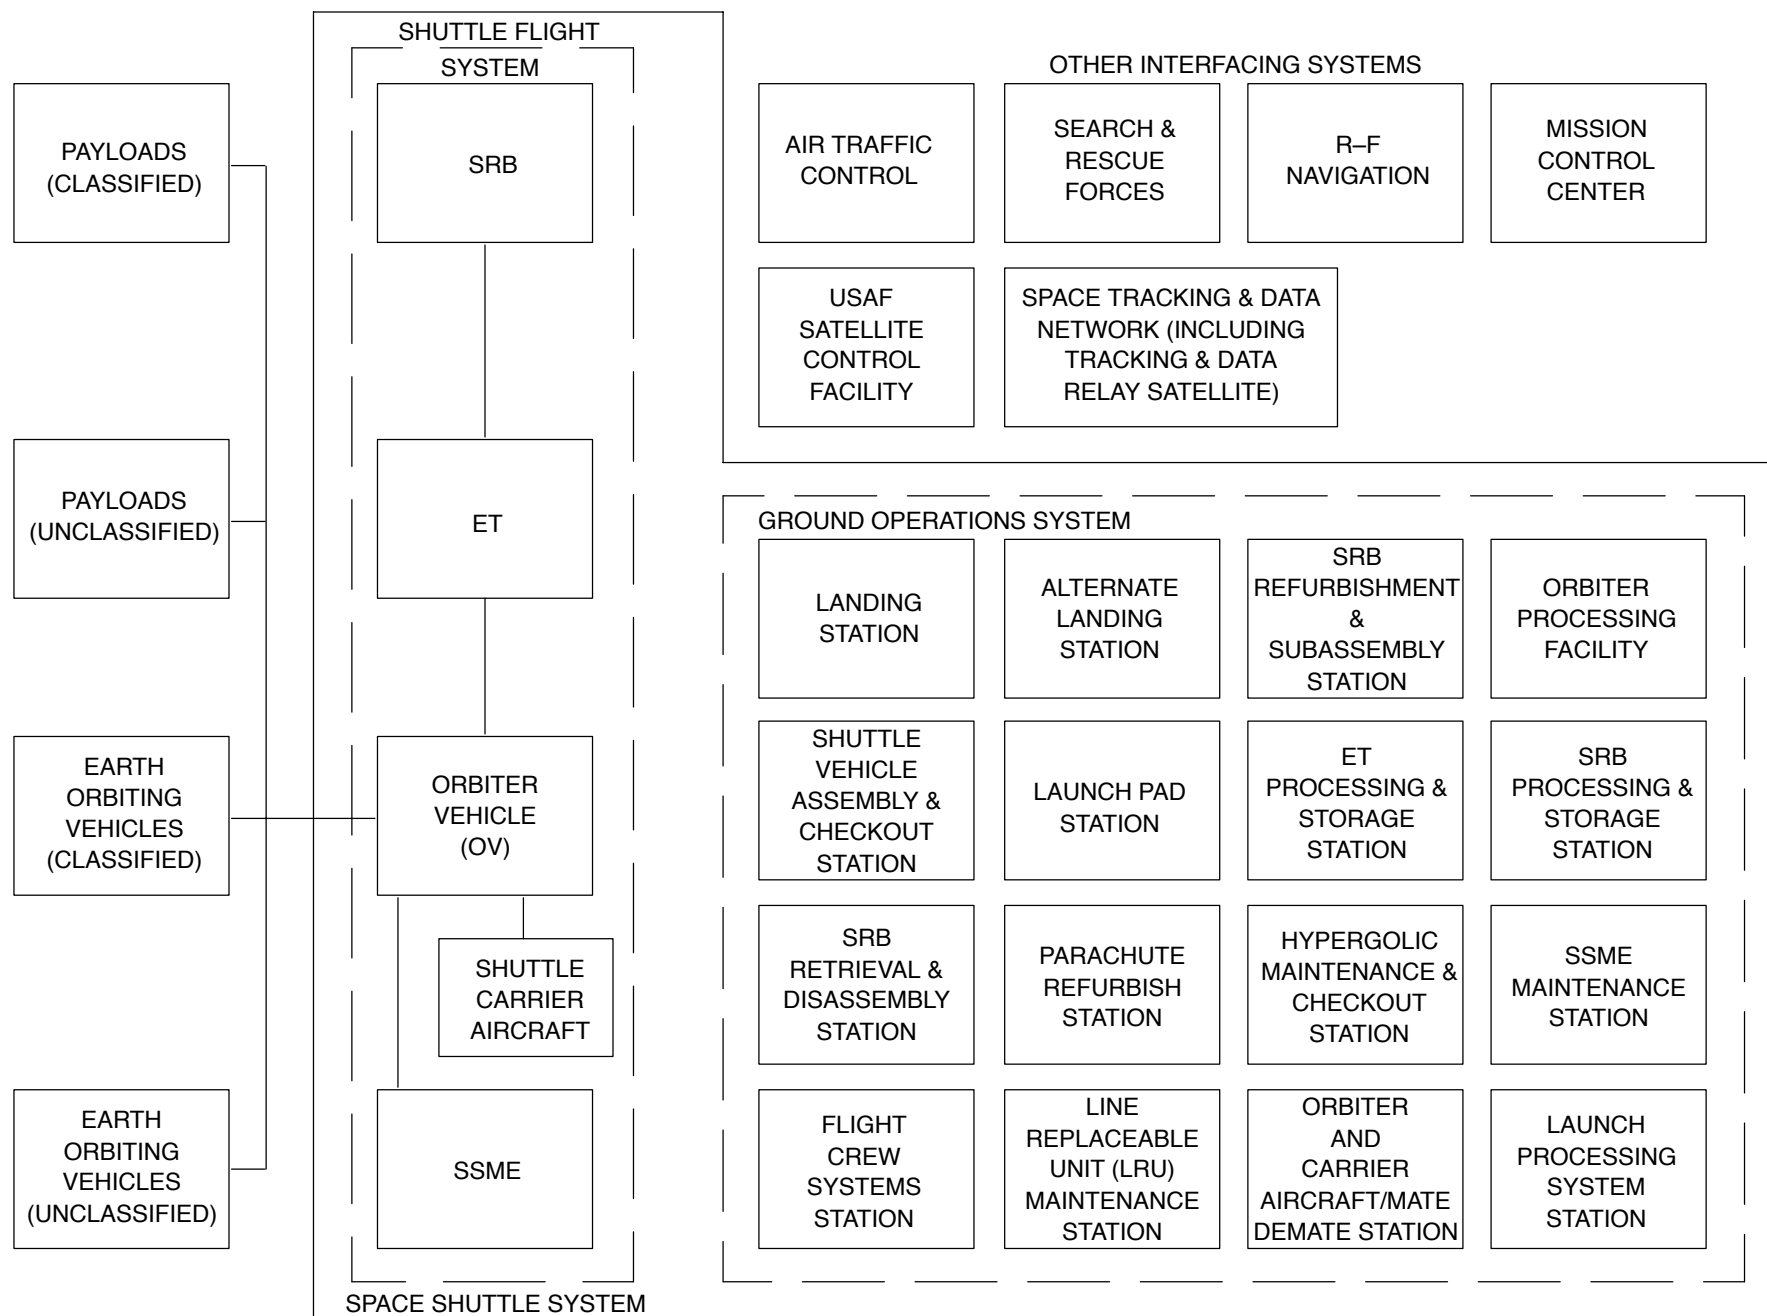 SHUTTLE FLIGHT
SYSTEM
PAYLOADS
(CLASSIFIED)
PAYLOADS
(UNCLASSIFIED)
EARTH
ORBITING
VEHICLES
(CLASSIFIED)
EARTH
ORBITING
VEHICLES
(UNCLASSIFIED)
SRB
ET
ORBITER
VEHICLE
(OV)
SHUTTLE
CARRIER
AIRCRAFT
SSME
SPACE SHUTTLE SYSTEM
OTHER INTERFACING SYSTEMS
AIR TRAFFIC
CONTROL
SEARCH &
RESCUE
FORCES
R–F
NAVIGATION
MISSION
CONTROL
CENTER
USAF
SATELLITE
CONTROL
FACILITY
SPACE TRACKING & DATA
NETWORK (INCLUDING
TRACKING & DATA
RELAY SATELLITE)
GROUND OPERATIONS SYSTEM
LANDING
STATION
ALTERNATE
LANDING
STATION
SRB
REFURBISHMENT
&
SUBASSEMBLY
STATION
ORBITER
PROCESSING
FACILITY
SHUTTLE
VEHICLE
ASSEMBLY &
CHECKOUT
STATION
LAUNCH PAD
STATION
ET
PROCESSING &
STORAGE
STATION
SRB
PROCESSING &
STORAGE
STATION
SRB
RETRIEVAL &
DISASSEMBLY
STATION
PARACHUTE
REFURBISH
STATION
HYPERGOLIC
MAINTENANCE &
CHECKOUT
STATION
SSME
MAINTENANCE
STATION
FLIGHT
CREW
SYSTEMS
STATION
LINE
REPLACEABLE
UNIT (LRU)
MAINTENANCE
STATION
ORBITER
AND
CARRIER
AIRCRAFT/MATE
DEMATE STATION
LAUNCH
PROCESSING
SYSTEM
STATION